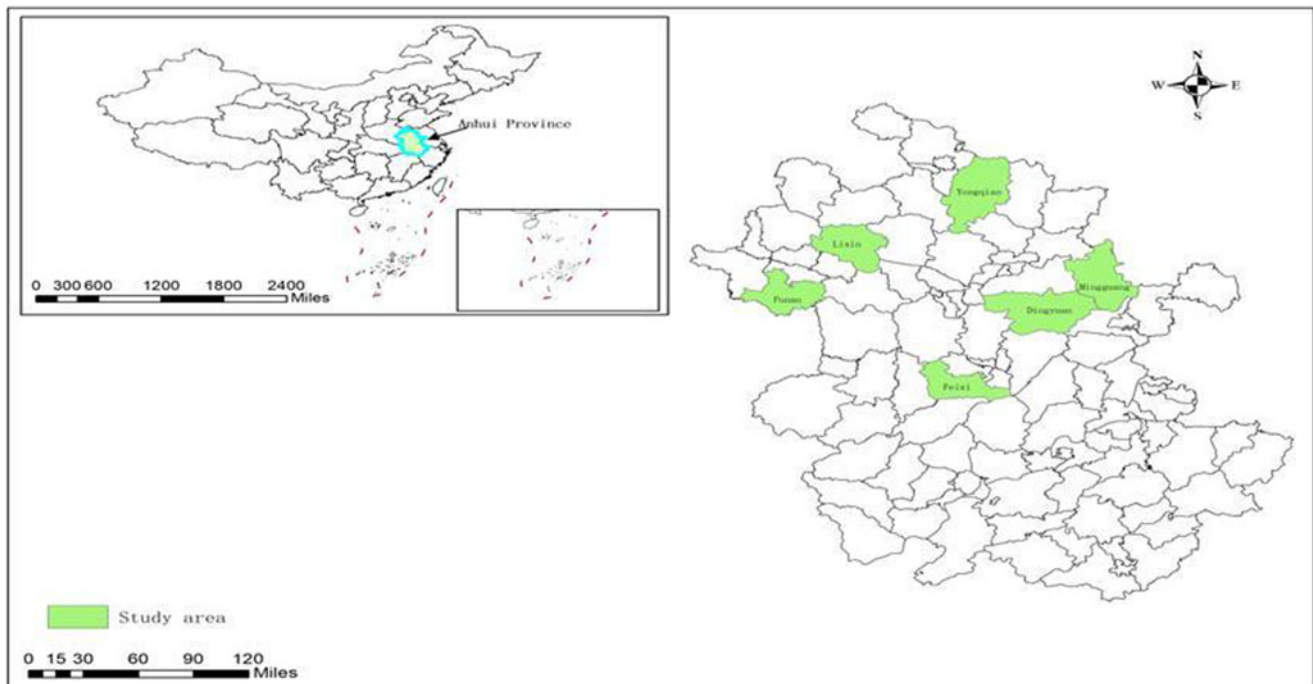 Anhui Province
0 300 600 1200 1800 2400
Miles
N
W E
S
Yongqiao
Lixin
Funan
Mingguang
Dingyuan
Feixi
Study area
0 15 30 60 90 120
Miles